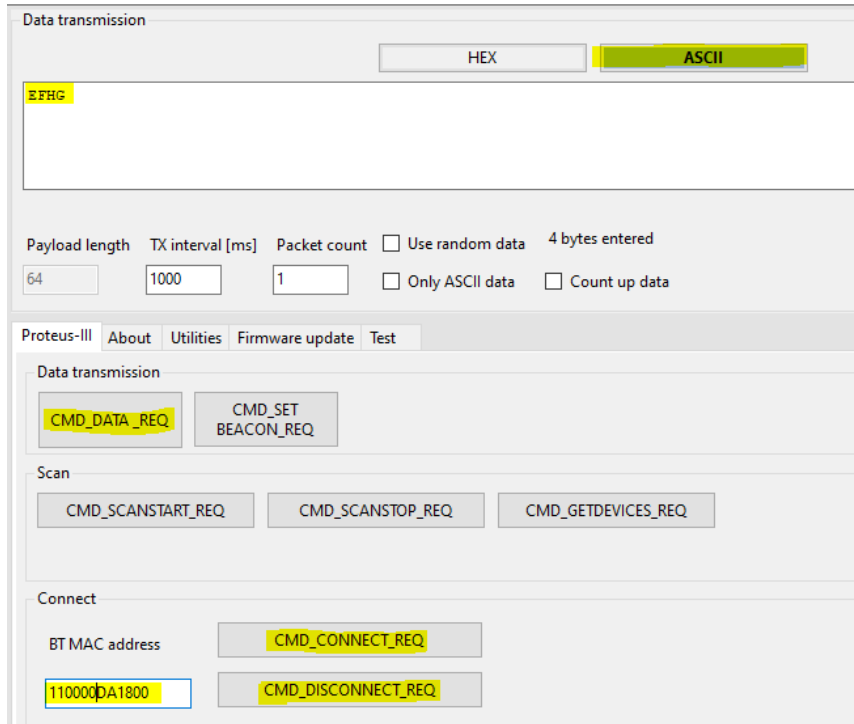 Data transmission
HEX ASCII
EFHG
Payload length TX interval [ms] Packet count Use random data 4 bytes entered
64 1000 1 Only ASCII data Count up data
Proteus-III About Utilities Firmware update Test
Data transmission
CMD_DATA _REQ CMD_SET
BEACON_REQ
Scan
CMD_SCANSTART_REQ CMD_SCANSTOP_REQ CMD_GETDEVICES_REQ
Connect
BT MAC address CMD_CONNECT_REQ
110000DA1800 CMD_DISCONNECT_REQ